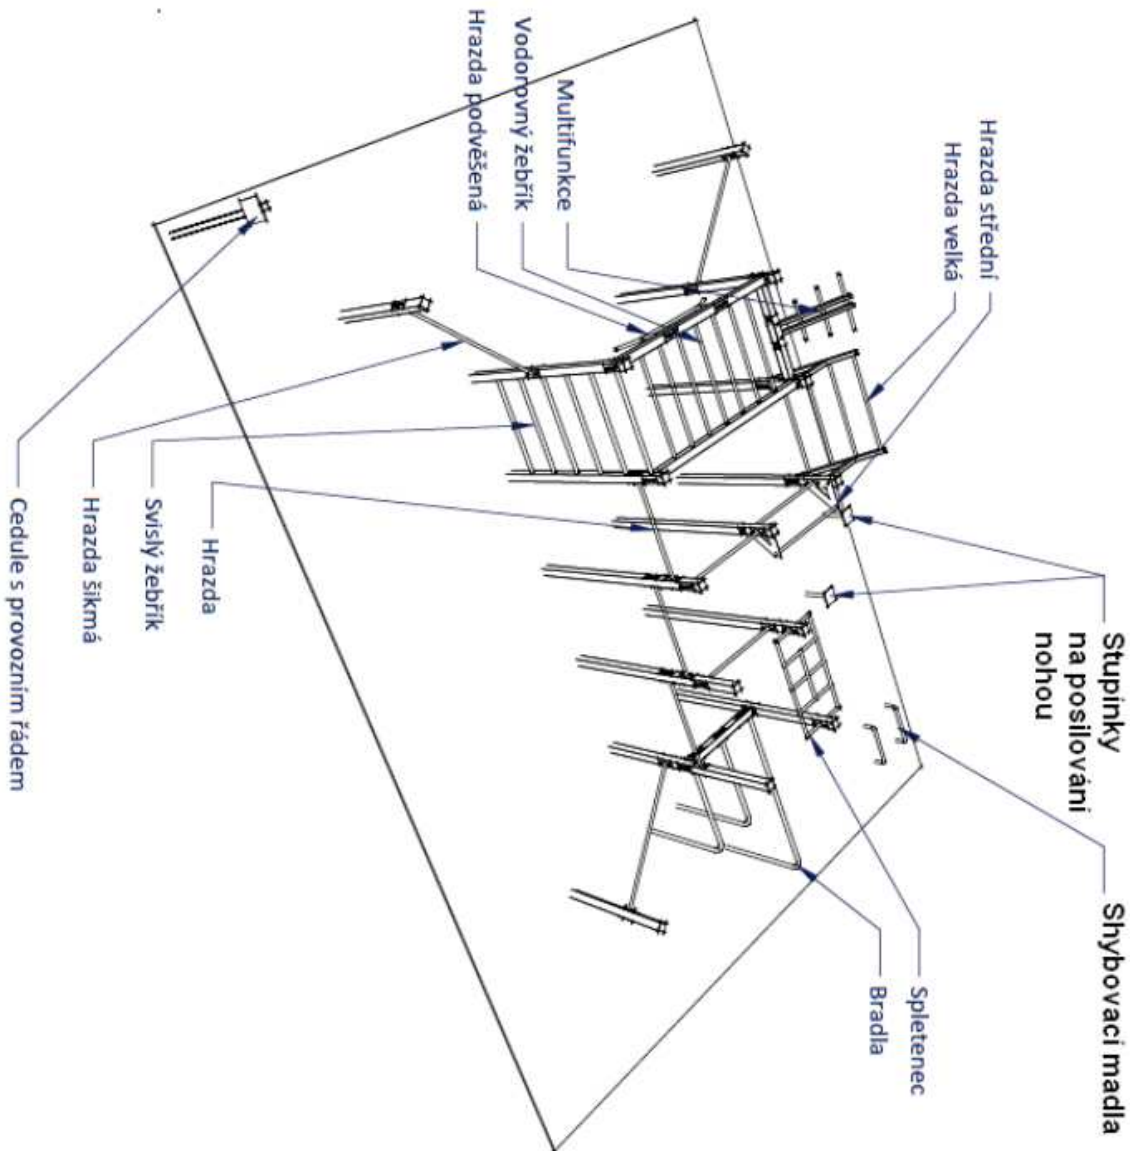 Stupinky
na posilování
nohou
Shybovací madla
Hrazda střední
Hrazda velká
Spletenec
Bradla
Multifunkce
Vodorovný žebřík
Hrazda podvěšená
Hrazda
Svislý žebřík
Hrazda šikmá
Cedule s provozním řádem